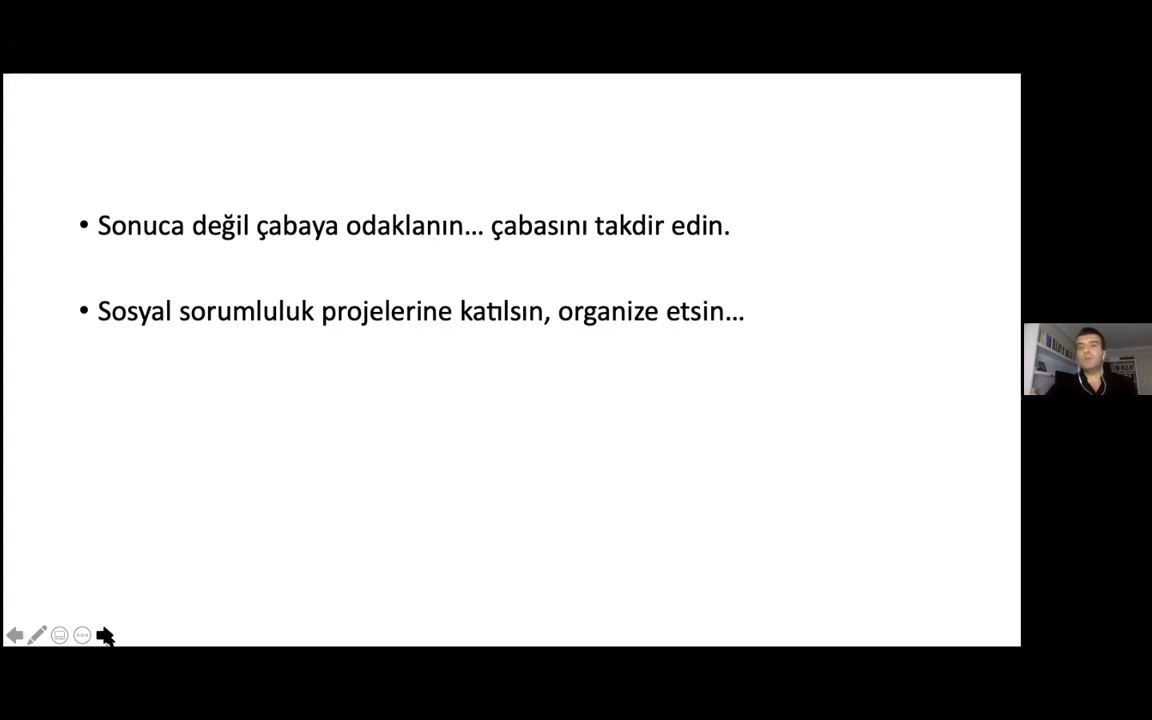 • Sonuca değil çabaya odaklanın... çabasını takdir edin.
• Sosyal sorumluluk projelerine katılsın, organize etsin...